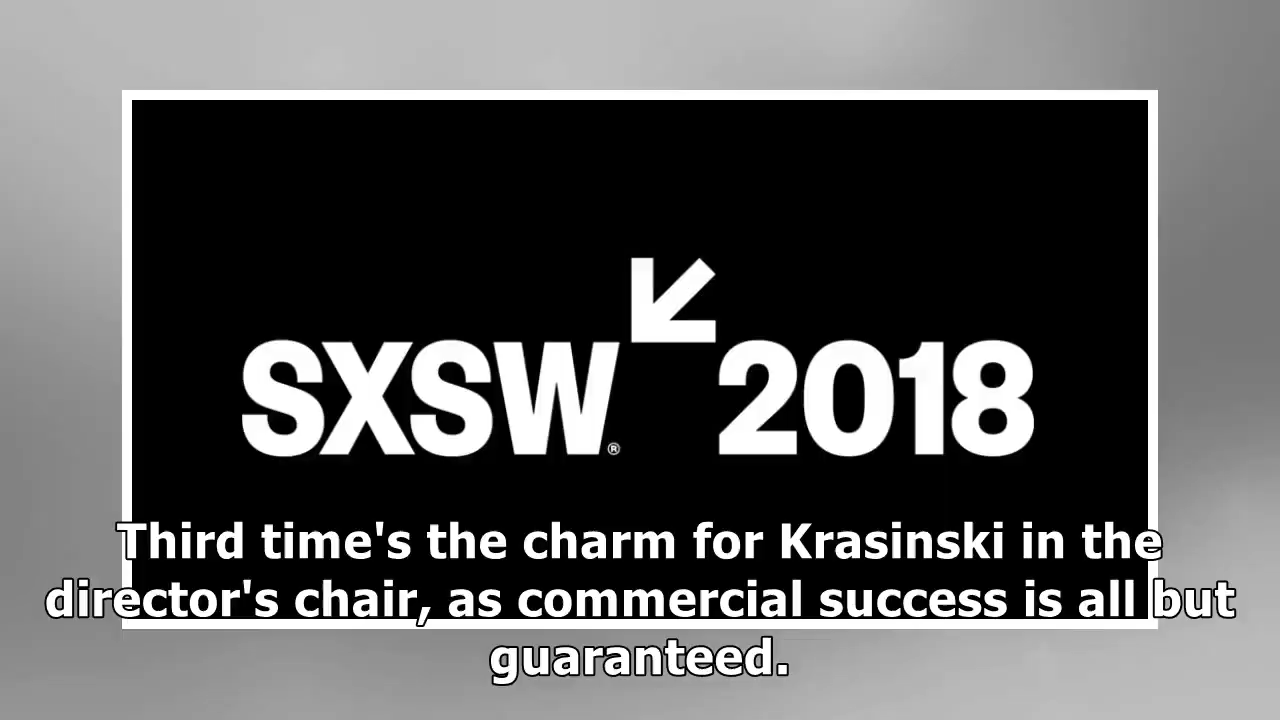 SXSW® 2018
Third time's the charm for Krasinski in the
director's chair, as commercial success is all but
guaranteed.